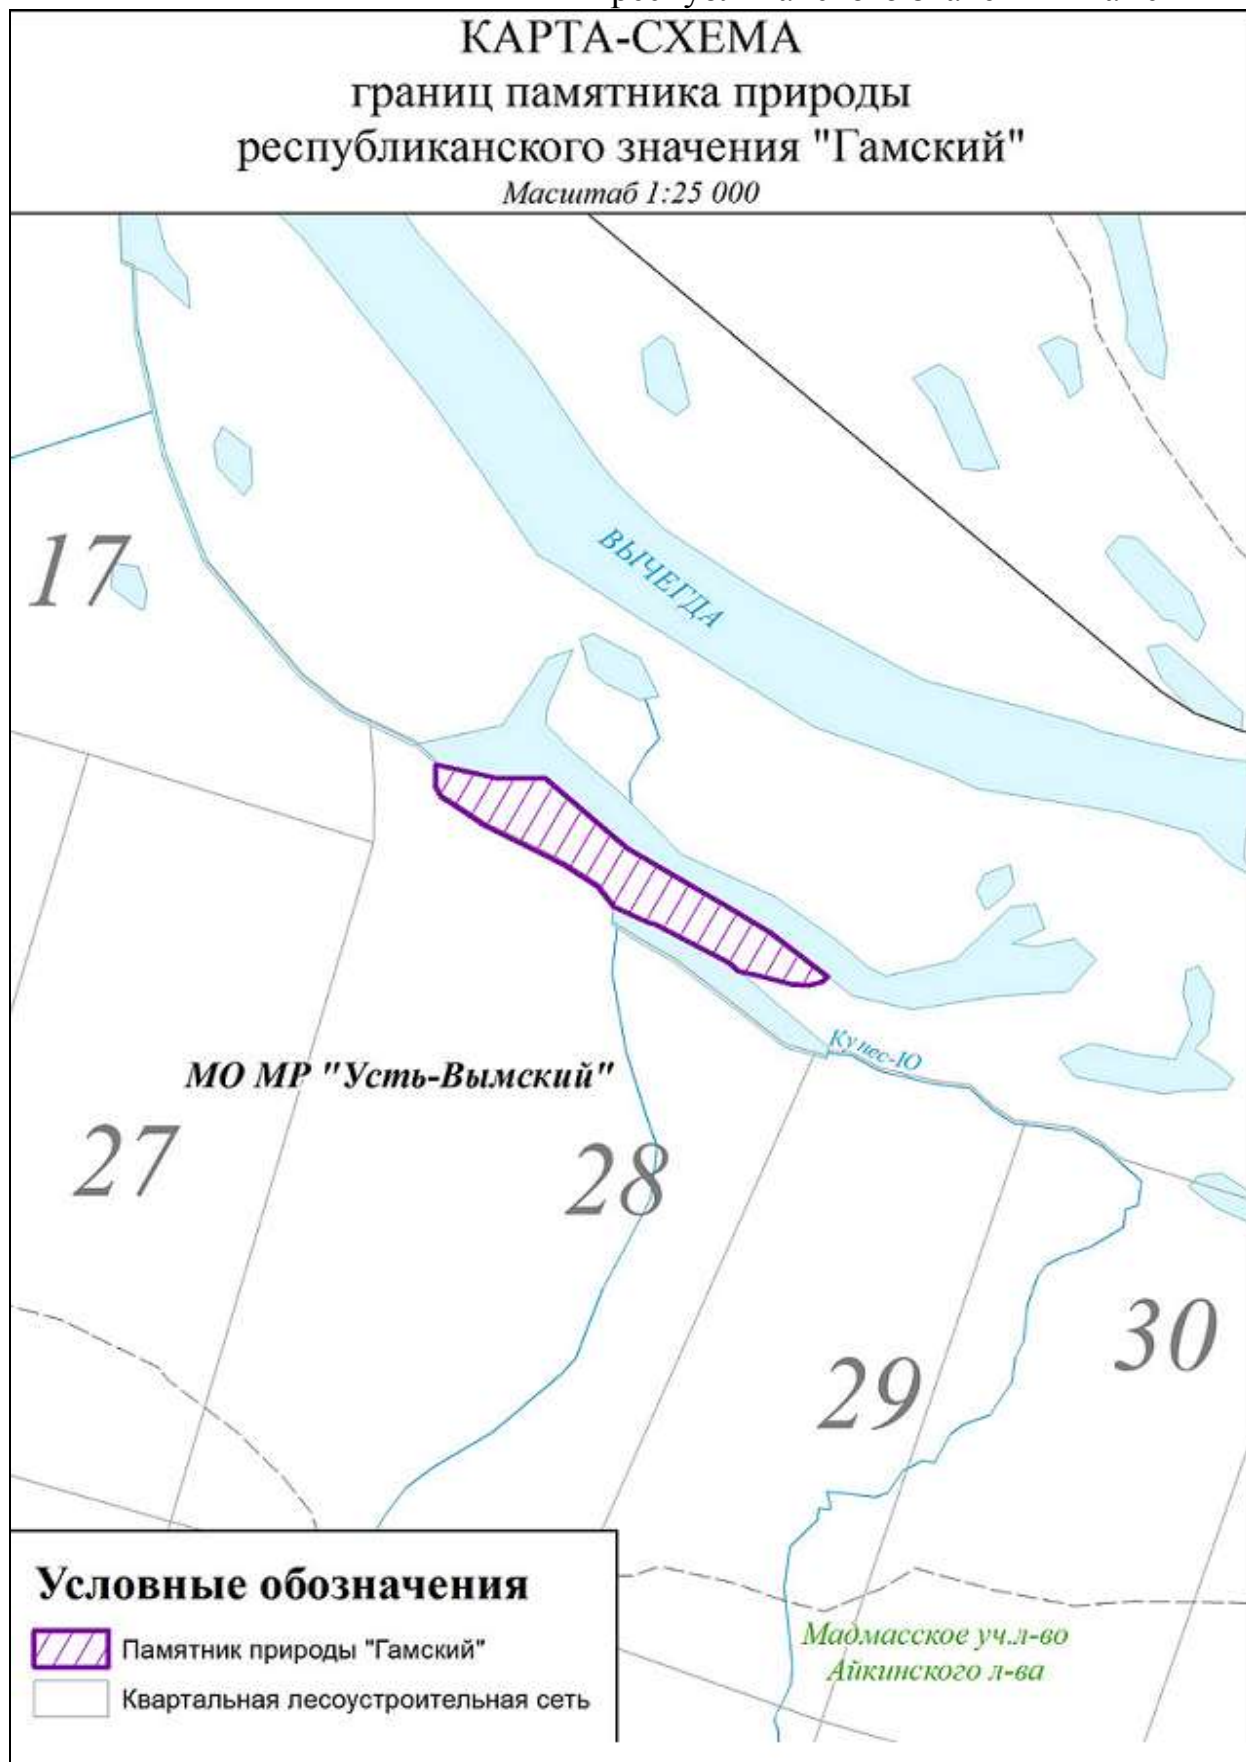 КАРТА-СХЕМА
границ памятника природы
республиканского значения "Гамский"
Масштаб 1:25 000
ВЫЧЕГДА
17
Кунес-Ю
МО МР "Усть-Вымский"
27
28
30
29
Условные обозначения
Памятник природы "Гамский"
Квартальная лесоустроительная сеть
Мадмасское уч.л-во
Айкинского л-ва